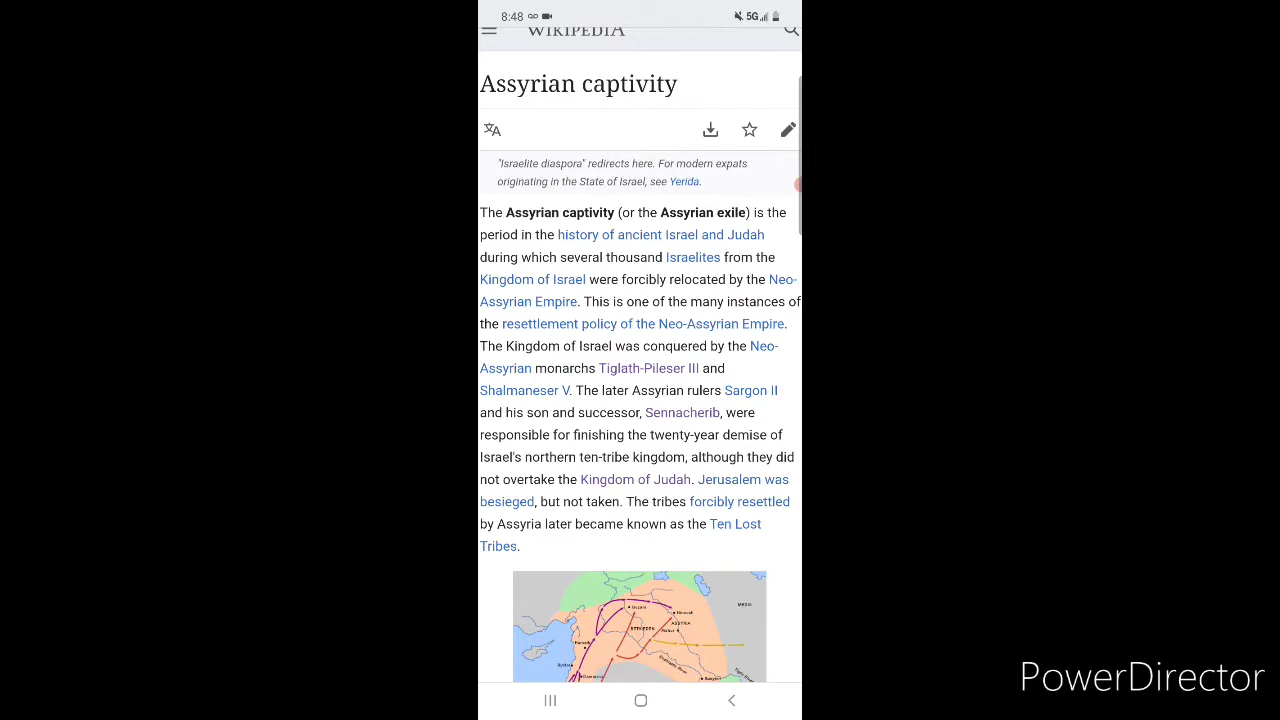 8:48
5G
WIKIPEDIA
Assyrian captivity
"Israelite diaspora" redirects here. For modern expats
originating in the State of Israel, see Yerida.
The Assyrian captivity (or the Assyrian exile) is the
period in the history of ancient Israel and Judah
during which several thousand Israelites from the
Kingdom of Israel were forcibly relocated by the Neo-
Assyrian Empire. This is one of the many instances of
the resettlement policy of the Neo-Assyrian Empire.
The Kingdom of Israel was conquered by the Neo-
Assyrian monarchs Tiglath-Pileser III and
Shalmaneser V. The later Assyrian rulers Sargon II
and his son and successor, Sennacherib, were
responsible for finishing the twenty-year demise of
Israel's northern ten-tribe kingdom, although they did
not overtake the Kingdom of Judah. Jerusalem was
besieged, but not taken. The tribes forcibly resettled
by Assyria later became known as the Ten Lost
Tribes.
MEDIA
Nineveh
ASSYRIA
Babylon
PowerDirector